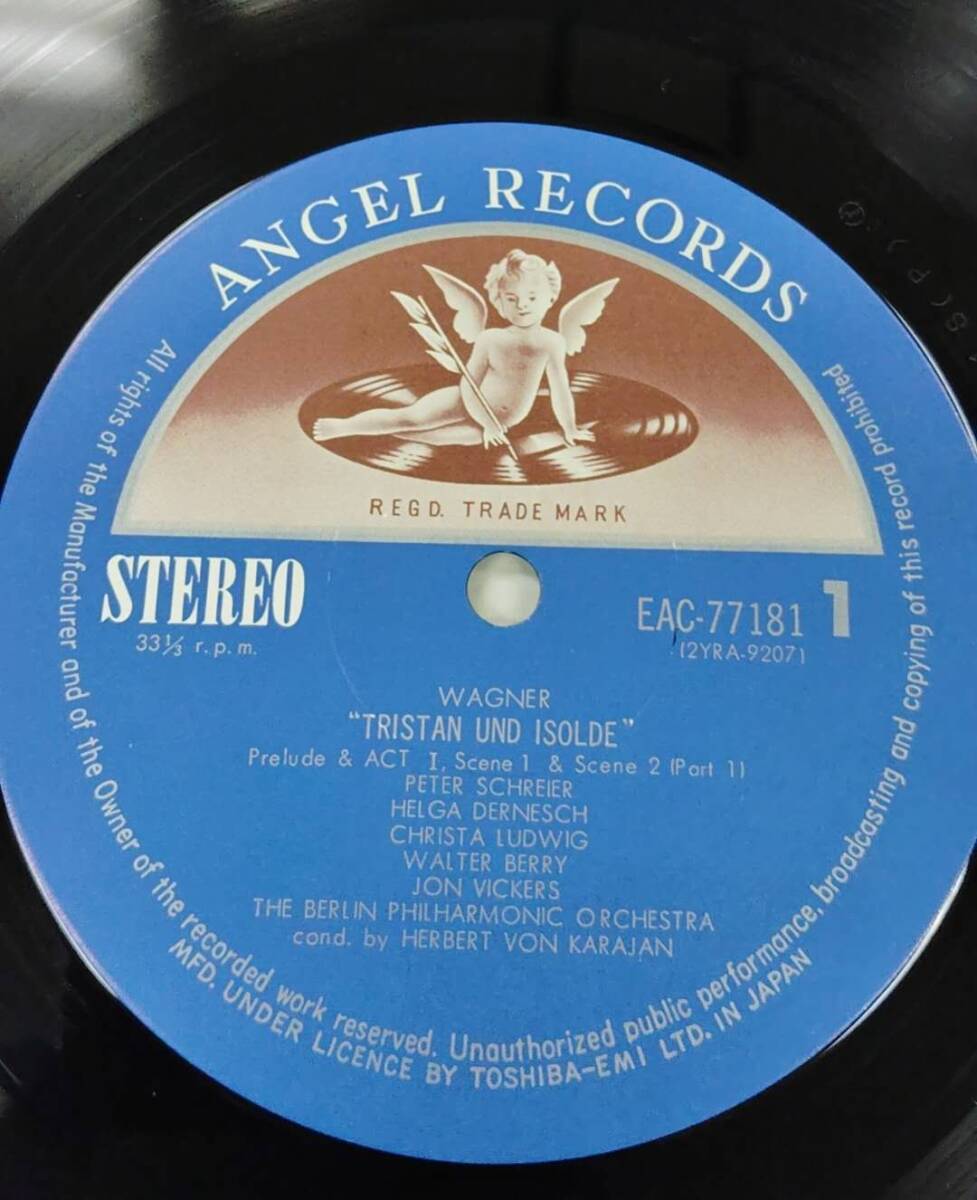 ANGEL RECORDS
REGD. TRADE MARK
STEREO
33⅓ r.p.m.
EAC-77181 1
(2YRA-9207)
WAGNER
"TRISTAN UND ISOLDE"
Prelude & ACT I, Scene 1 & Scene 2 (Part 1)
PETER SCHREIER
HELGA DERNESCH
CHRISTA LUDWIG
WALTER BERRY
JON VICKERS
THE BERLIN PHILHARMONIC ORCHESTRA
cond. by HERBERT VON KARAJAN
All rights of the Manufacturer and of the Owner of the recorded work reserved. Unauthorized public performance, broadcasting and copying of this record prohibited
MFD. UNDER LICENCE BY TOSHIBA-EMI LTD. IN JAPAN